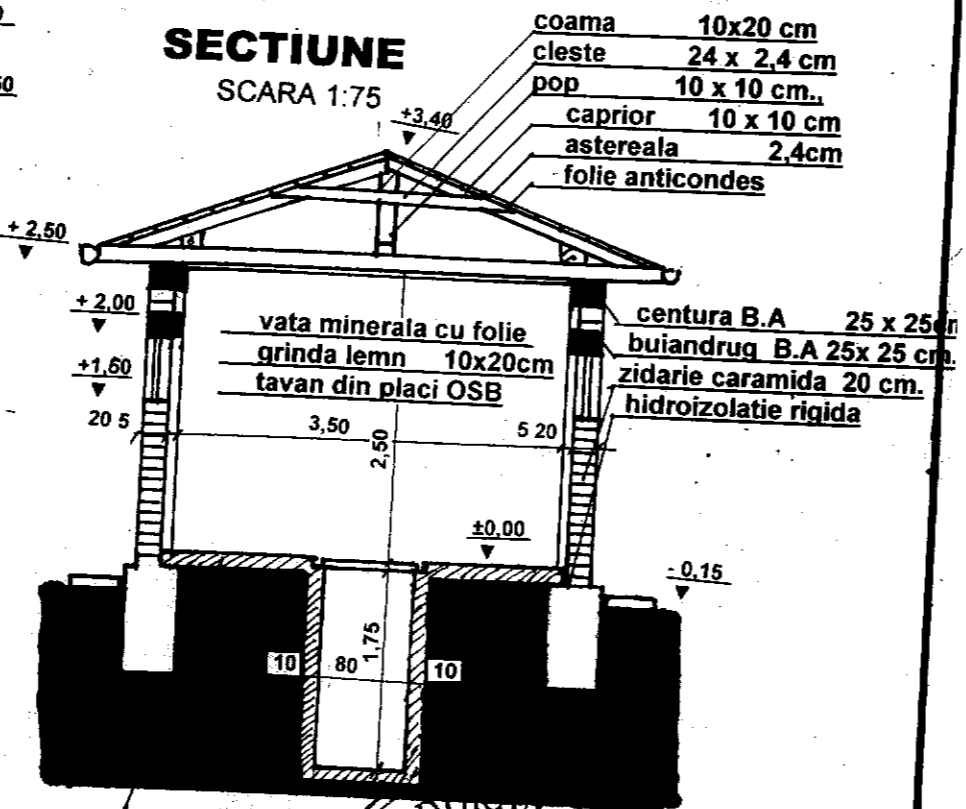 SECTIUNE
SCARA 1:75
coama 10x20 cm
cleste 24 x 2,4 cm
pop 10 x 10 cm.,
caprior 10 x 10 cm
astereala 2,4cm
folie anticondes
+3,40
+ 2,50
+ 2,00
+1,50
vata minerala cu folie
grinda lemn 10x20cm
tavan din placi OSB
centura B.A 25 x 25cm
buiandrug B.A 25x 25 cm.
zidarie caramida 20 cm.
hidroizolatie rigida
20 5 3,50 5 20
2,50
±0,00
- 0,15
1,75
10 80 10